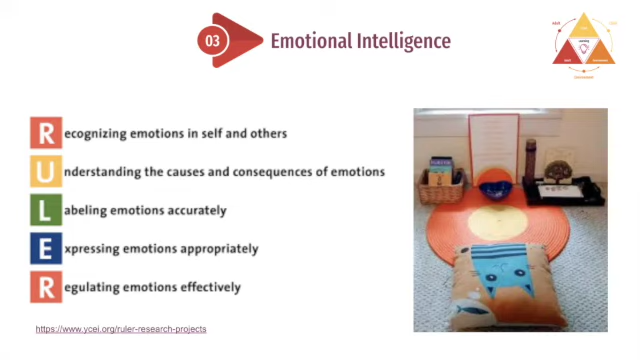 03
Emotional Intelligence
Recognizing emotions in self and others
Understanding the causes and consequences of emotions
Labeling emotions accurately
Expressing emotions appropriately
Regulating emotions effectively
https://www.ycei.org/ruler-research-projects